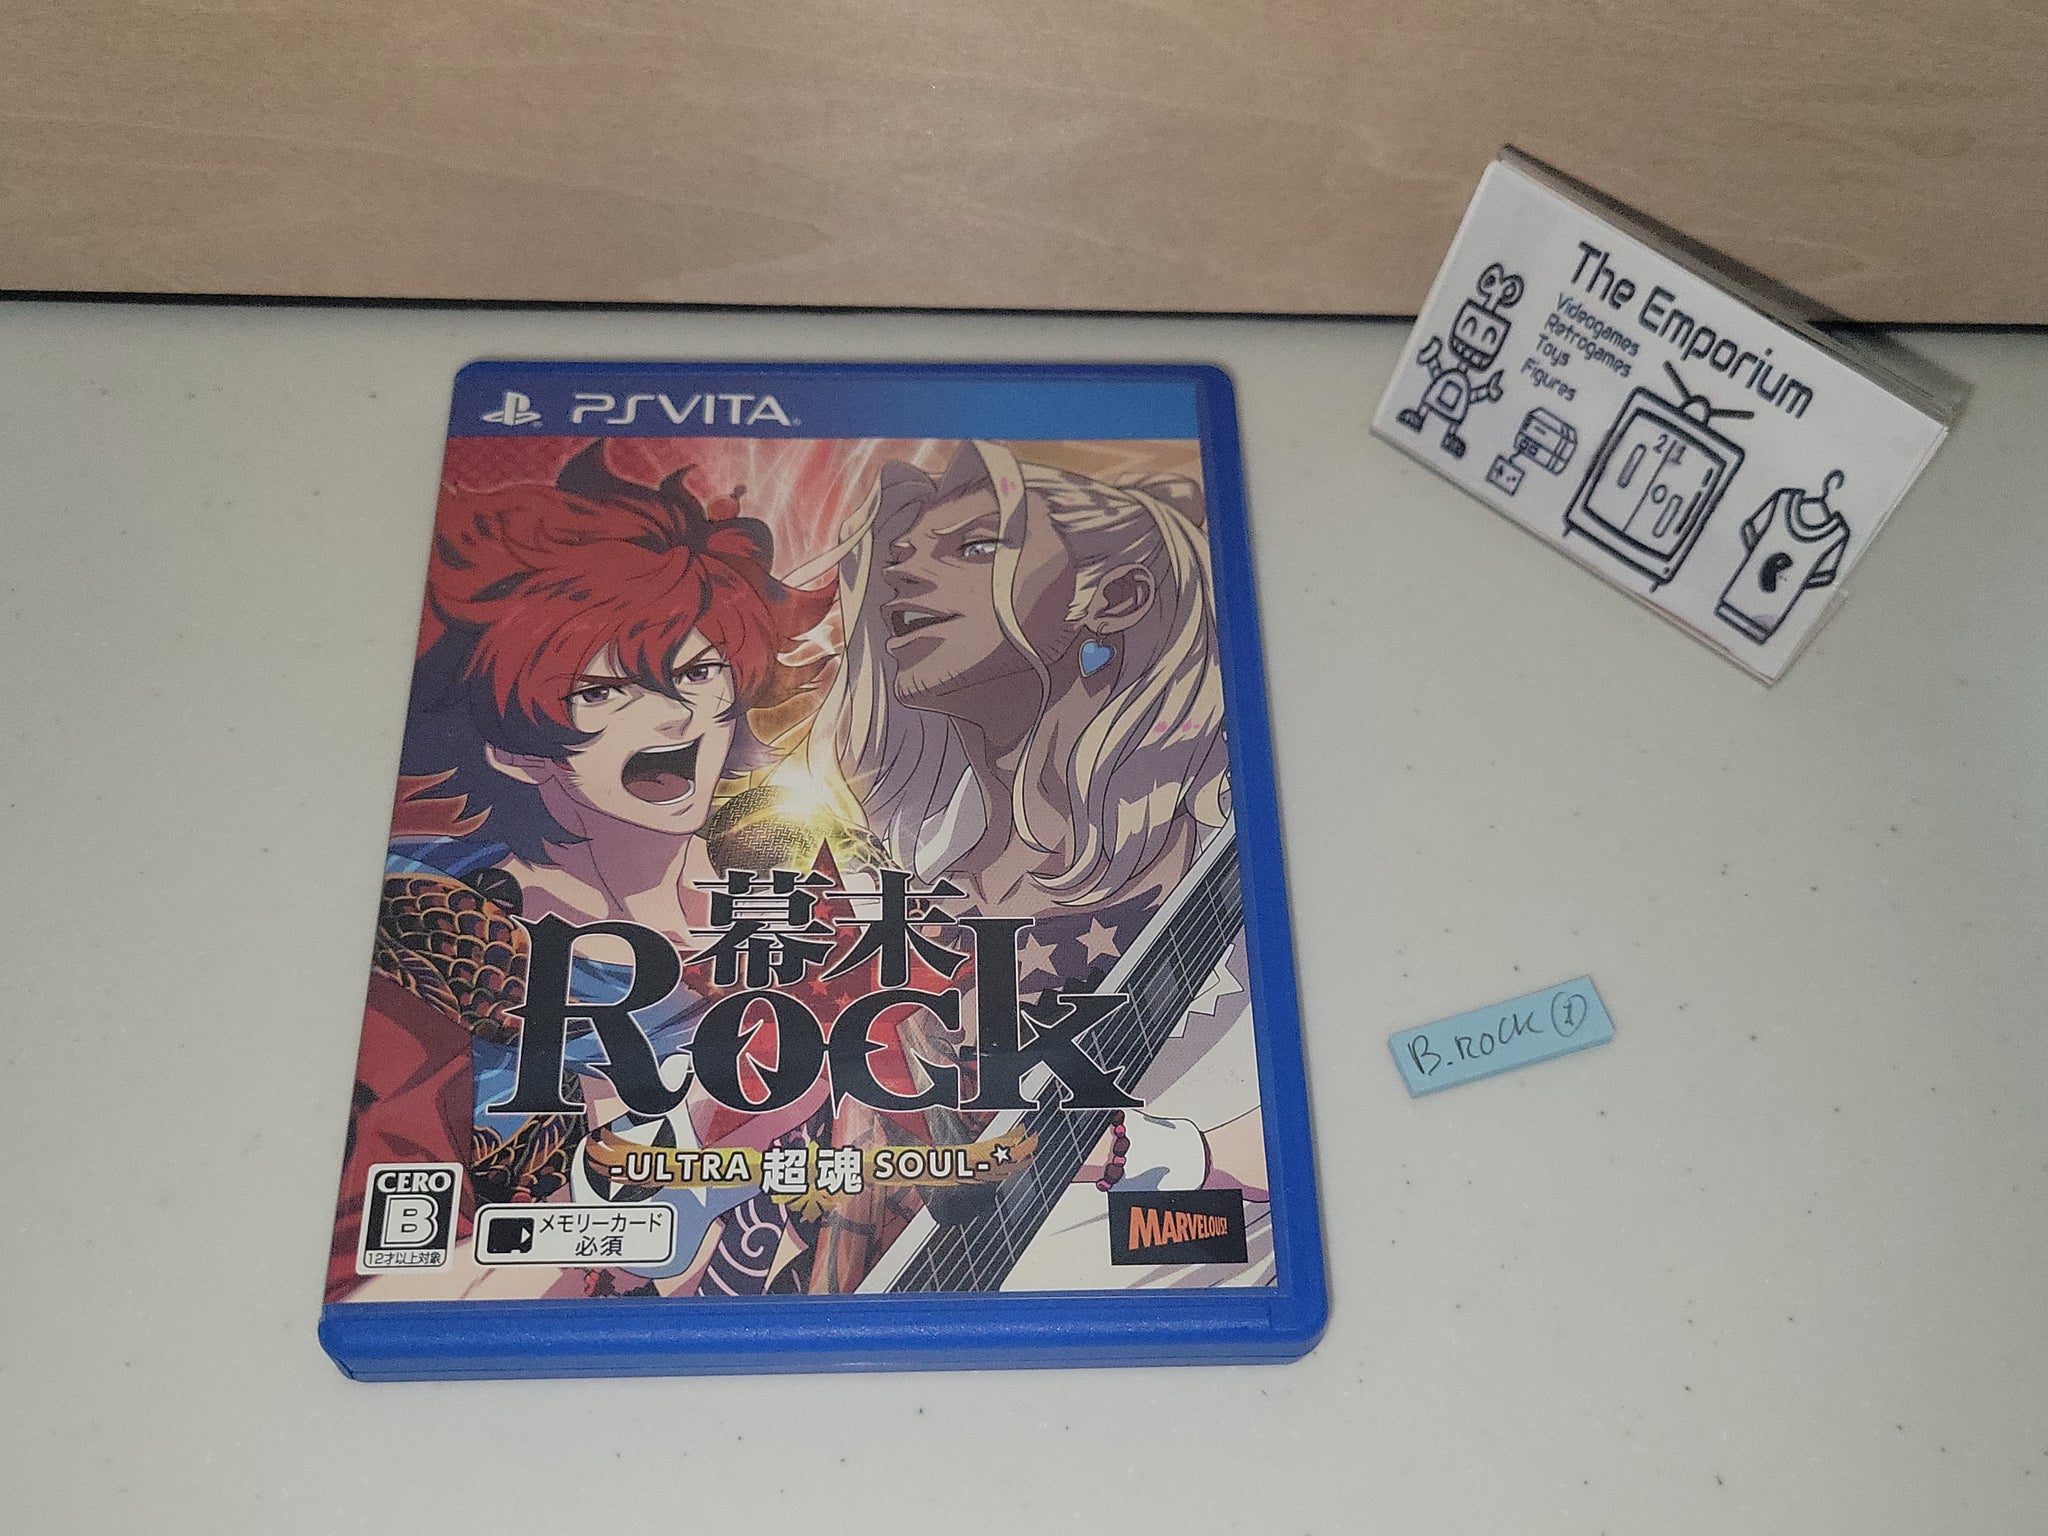 PSVITA
幕末
Rock
-ULTRA 超魂 SOUL-
CERO
B
12才以上対象
メモリーカード
必須
MARVELOUS!
The Emporium
Videogames
Retrogames
Toys
Figures
21
B.ROCK ①